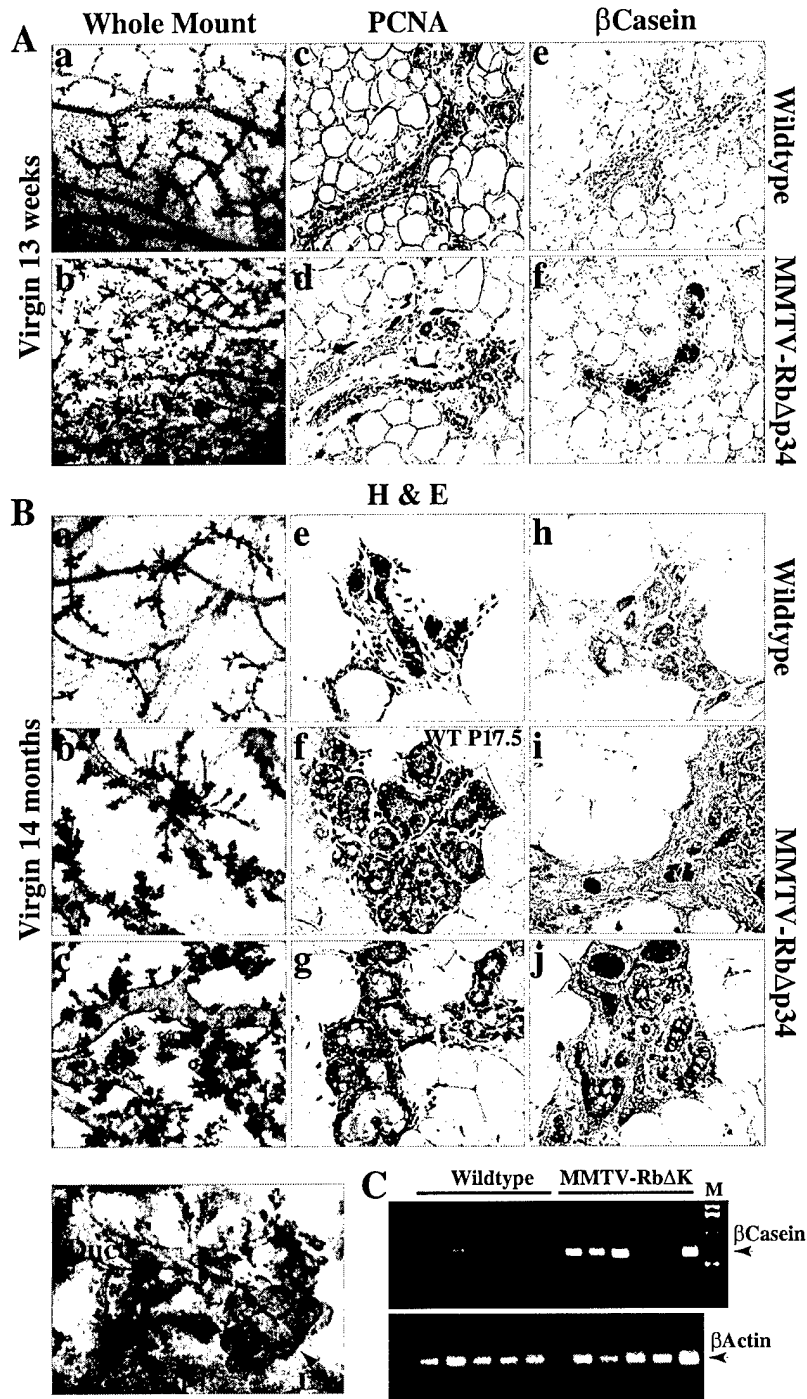 Whole Mount PCNA βCasein
A
a c e
Wildtype
Virgin 13 weeks
b d f
MMTV-RbΔp34
H & E
B
a e h
Wildtype
Virgin 14 months
b f WT P17.5 i
MMTV-RbΔp34
c g j
C
Wildtype MMTV-RbΔK M
βCasein
βActin